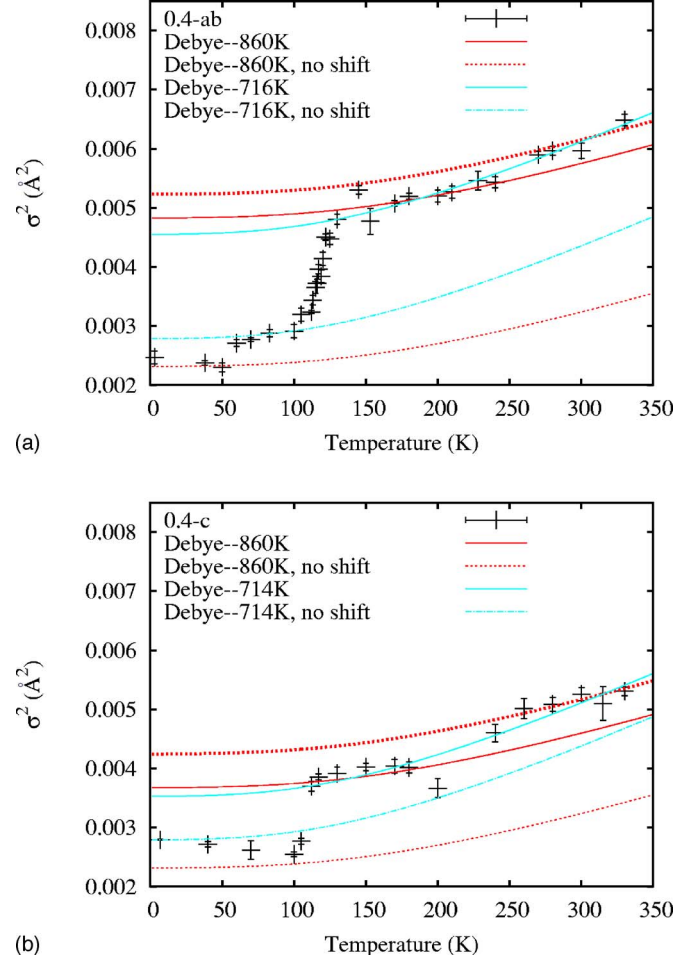 0.008
0.007
0.006
0.005
0.004
0.003
0.002
σ² (Å²)
0.4-ab
Debye--860K
Debye--860K, no shift
Debye--716K
Debye--716K, no shift
0 50 100 150 200 250 300 350
(a) Temperature (K)
0.008
0.007
0.006
0.005
0.004
0.003
0.002
σ² (Å²)
0.4-c
Debye--860K
Debye--860K, no shift
Debye--714K
Debye--714K, no shift
0 50 100 150 200 250 300 350
(b) Temperature (K)